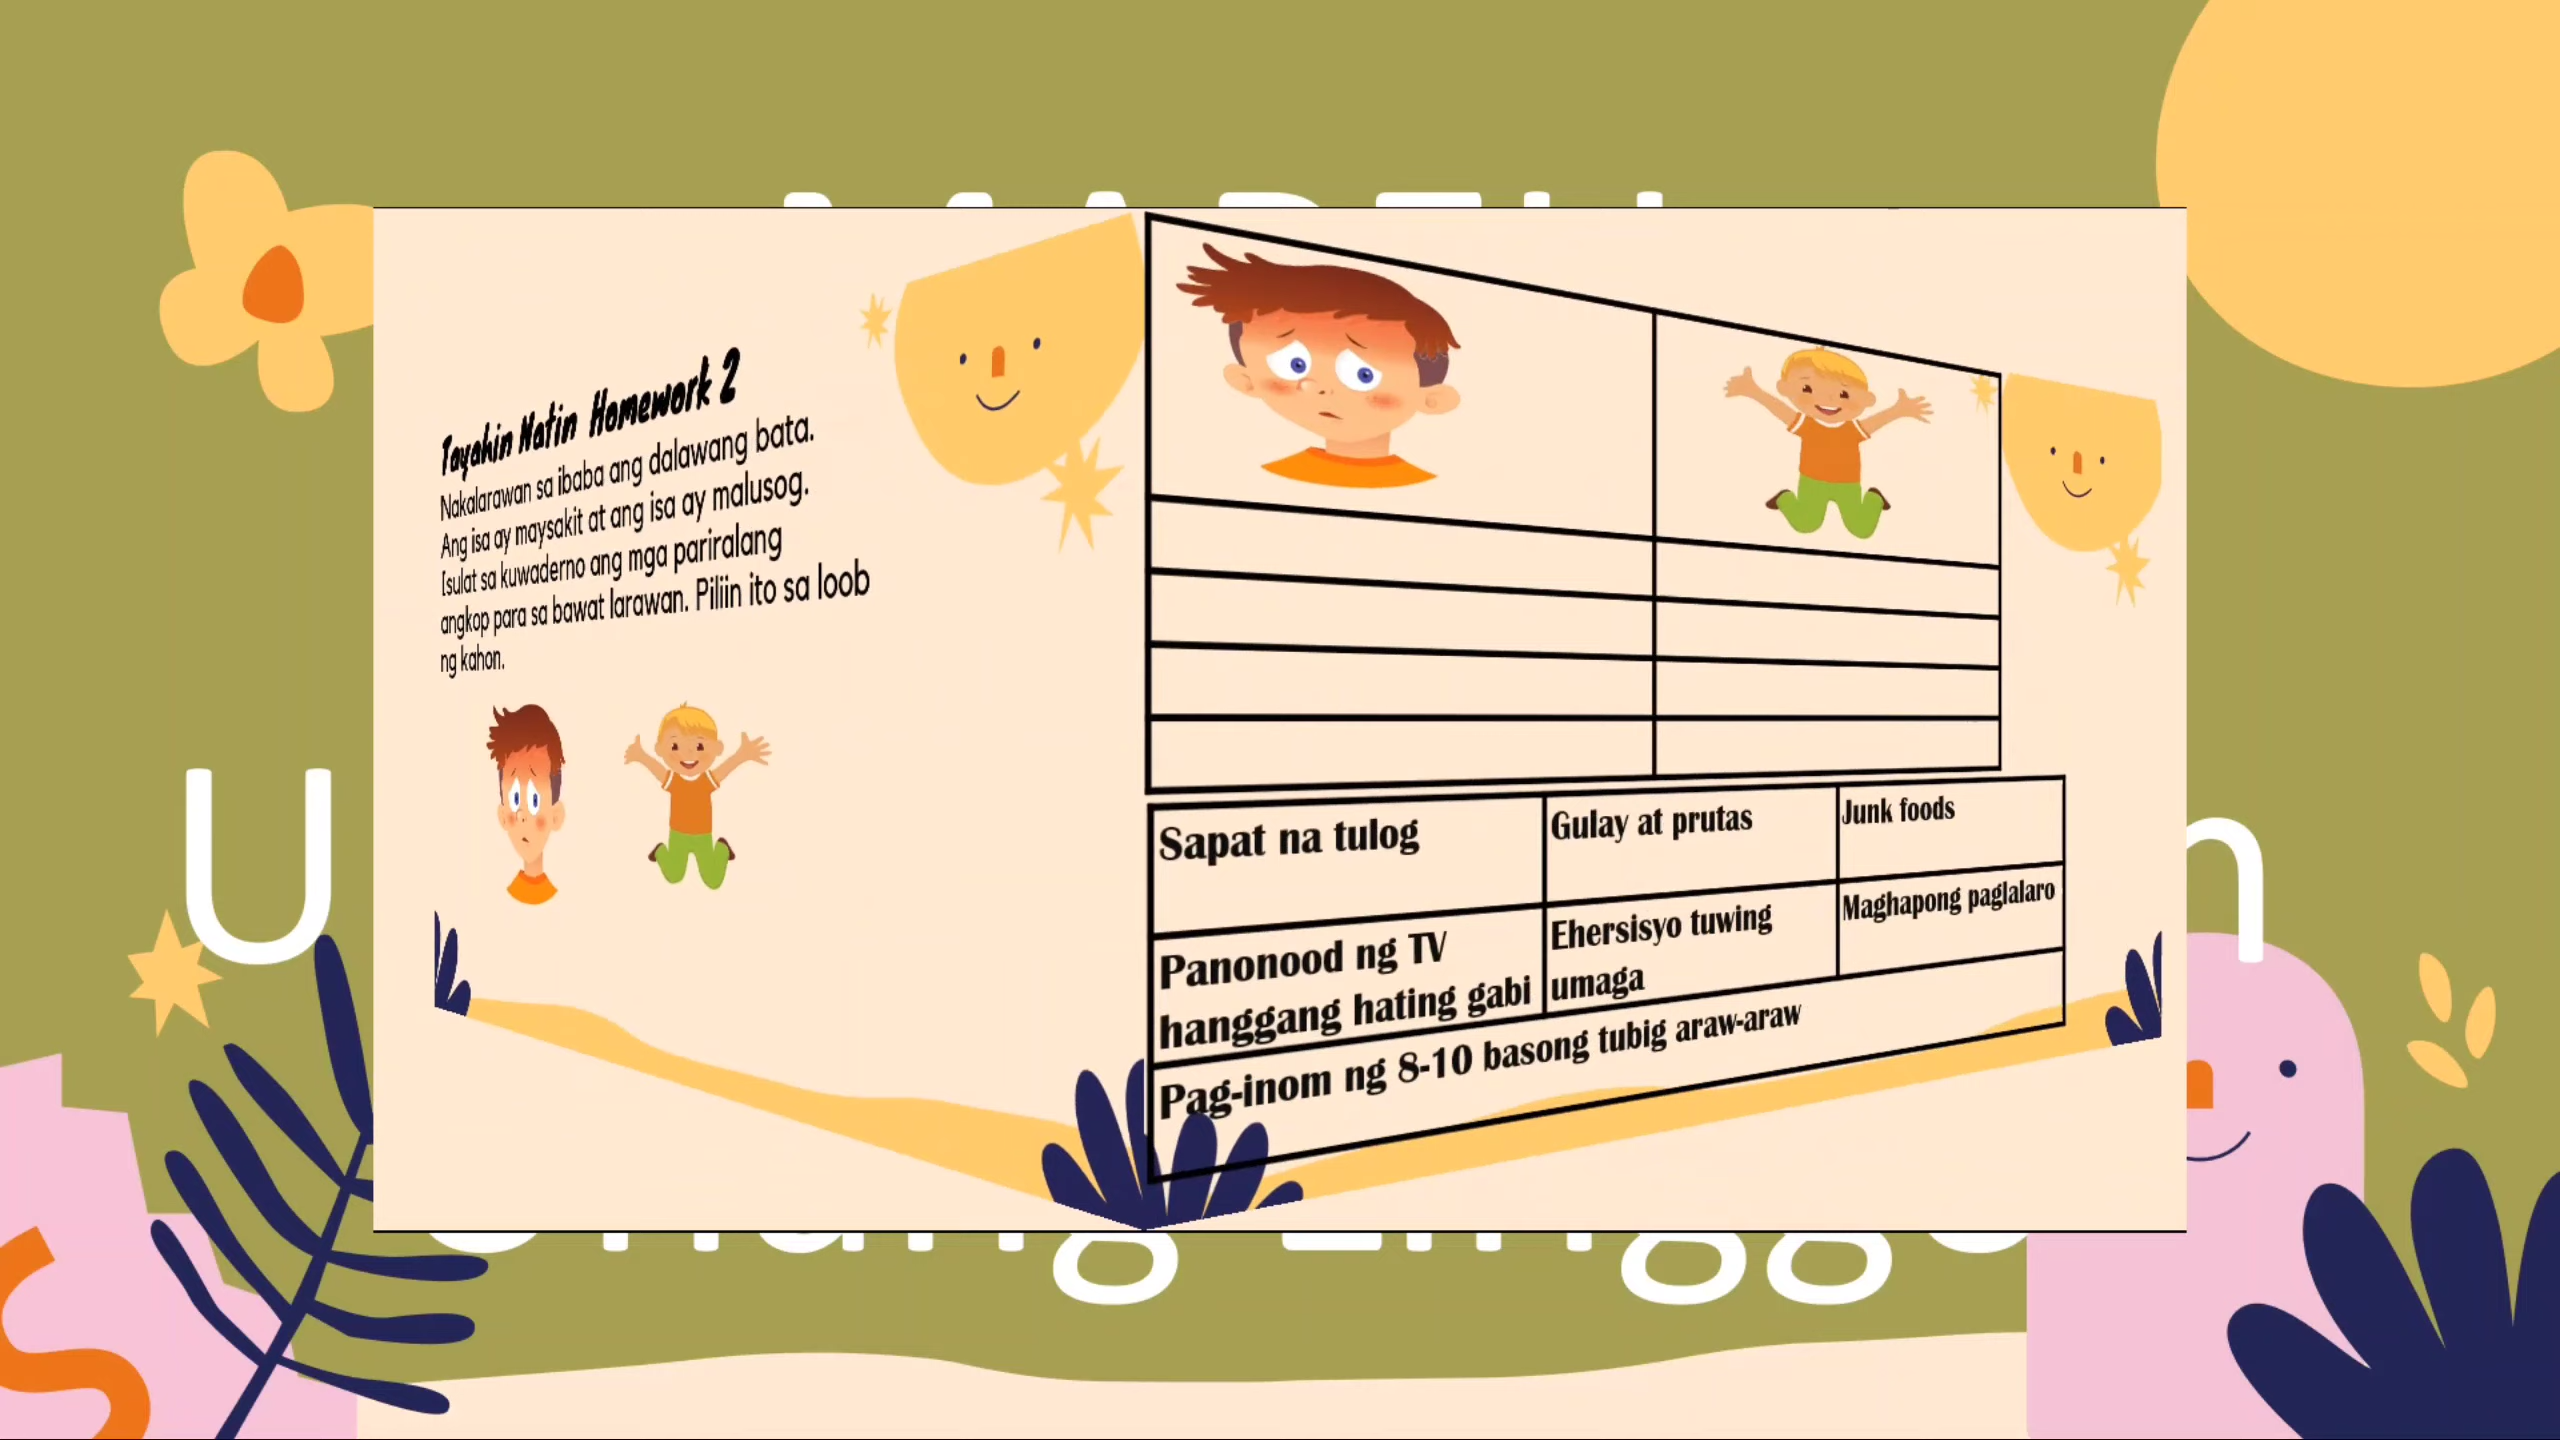 Tayahin Natin Homework 2
Nakalarawan sa ibaba ang dalawang bata.
Ang isa ay maysakit at ang isa ay malusog.
Isulat sa kuwaderno ang mga pariralang
angkop para sa bawat larawan. Piliin ito sa loob
ng kahon.
Sapat na tulog
Gulay at prutas
Junk foods
Panonood ng TV
hanggang hating gabi
Ehersisyo tuwing
umaga
Maghapong paglalaro
Pag-inom ng 8-10 basong tubig araw-araw